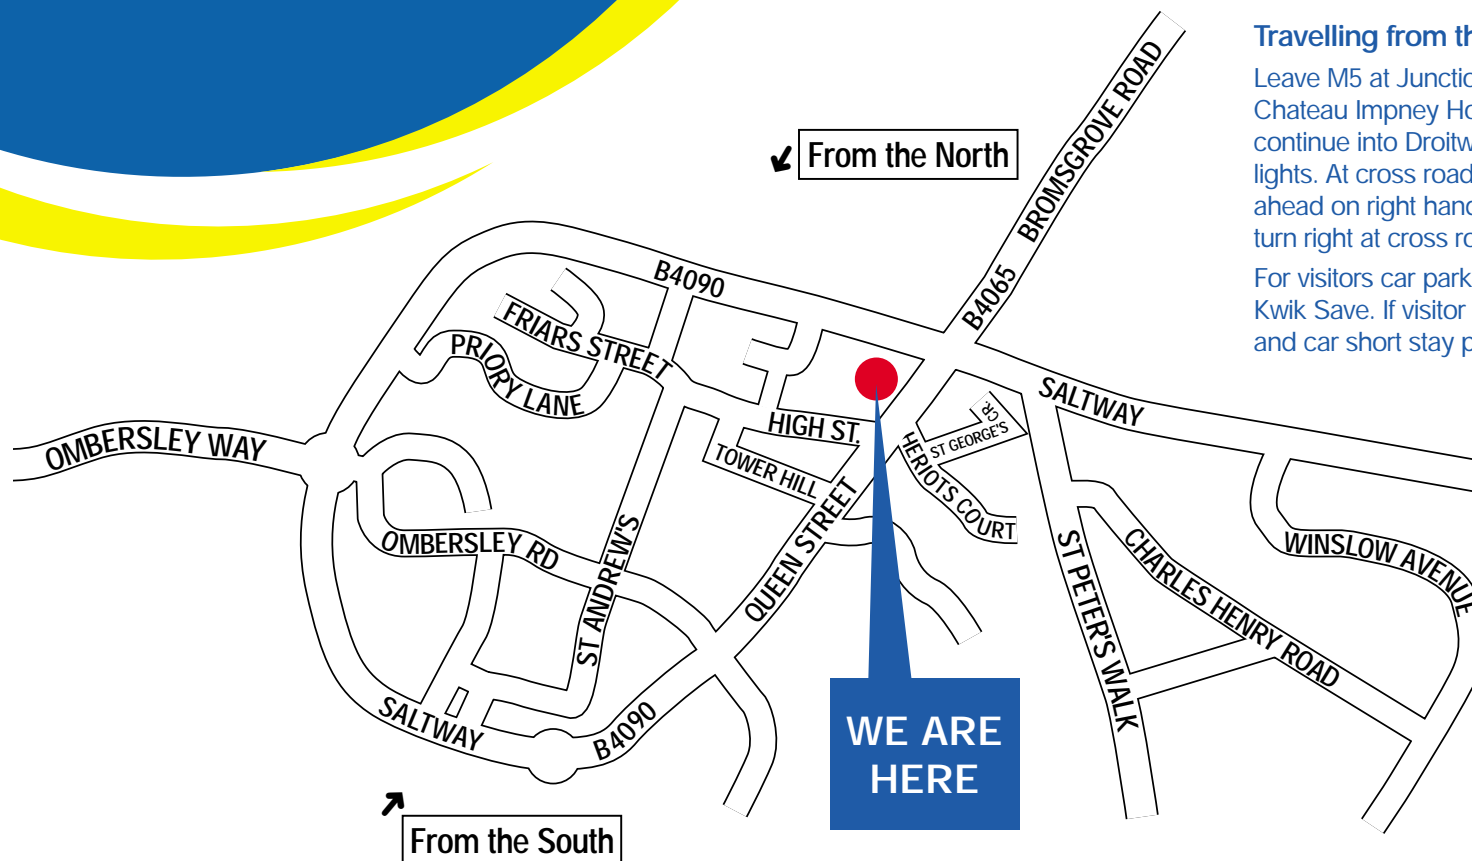 Travelling from th
Leave M5 at Junctio
Chateau Impney Ho
continue into Droitw
lights. At cross road
ahead on right hand
turn right at cross ro
For visitors car park
Kwik Save. If visitor
and car short stay p
From the North
BROMSGROVE ROAD
B4065
B4090
FRIARS STREET
PRIORY LANE
SALTWAY
HIGH ST.
ST GEORGE'S
CR.
HERIOTS COURT
TOWER HILL
OMBERSLEY WAY
OMBERSLEY RD
ST ANDREW'S
QUEEN STREET
ST PETER'S WALK
CHARLES HENRY ROAD
WINSLOW AVENUE
SALTWAY
B4090
WE ARE
HERE
From the South